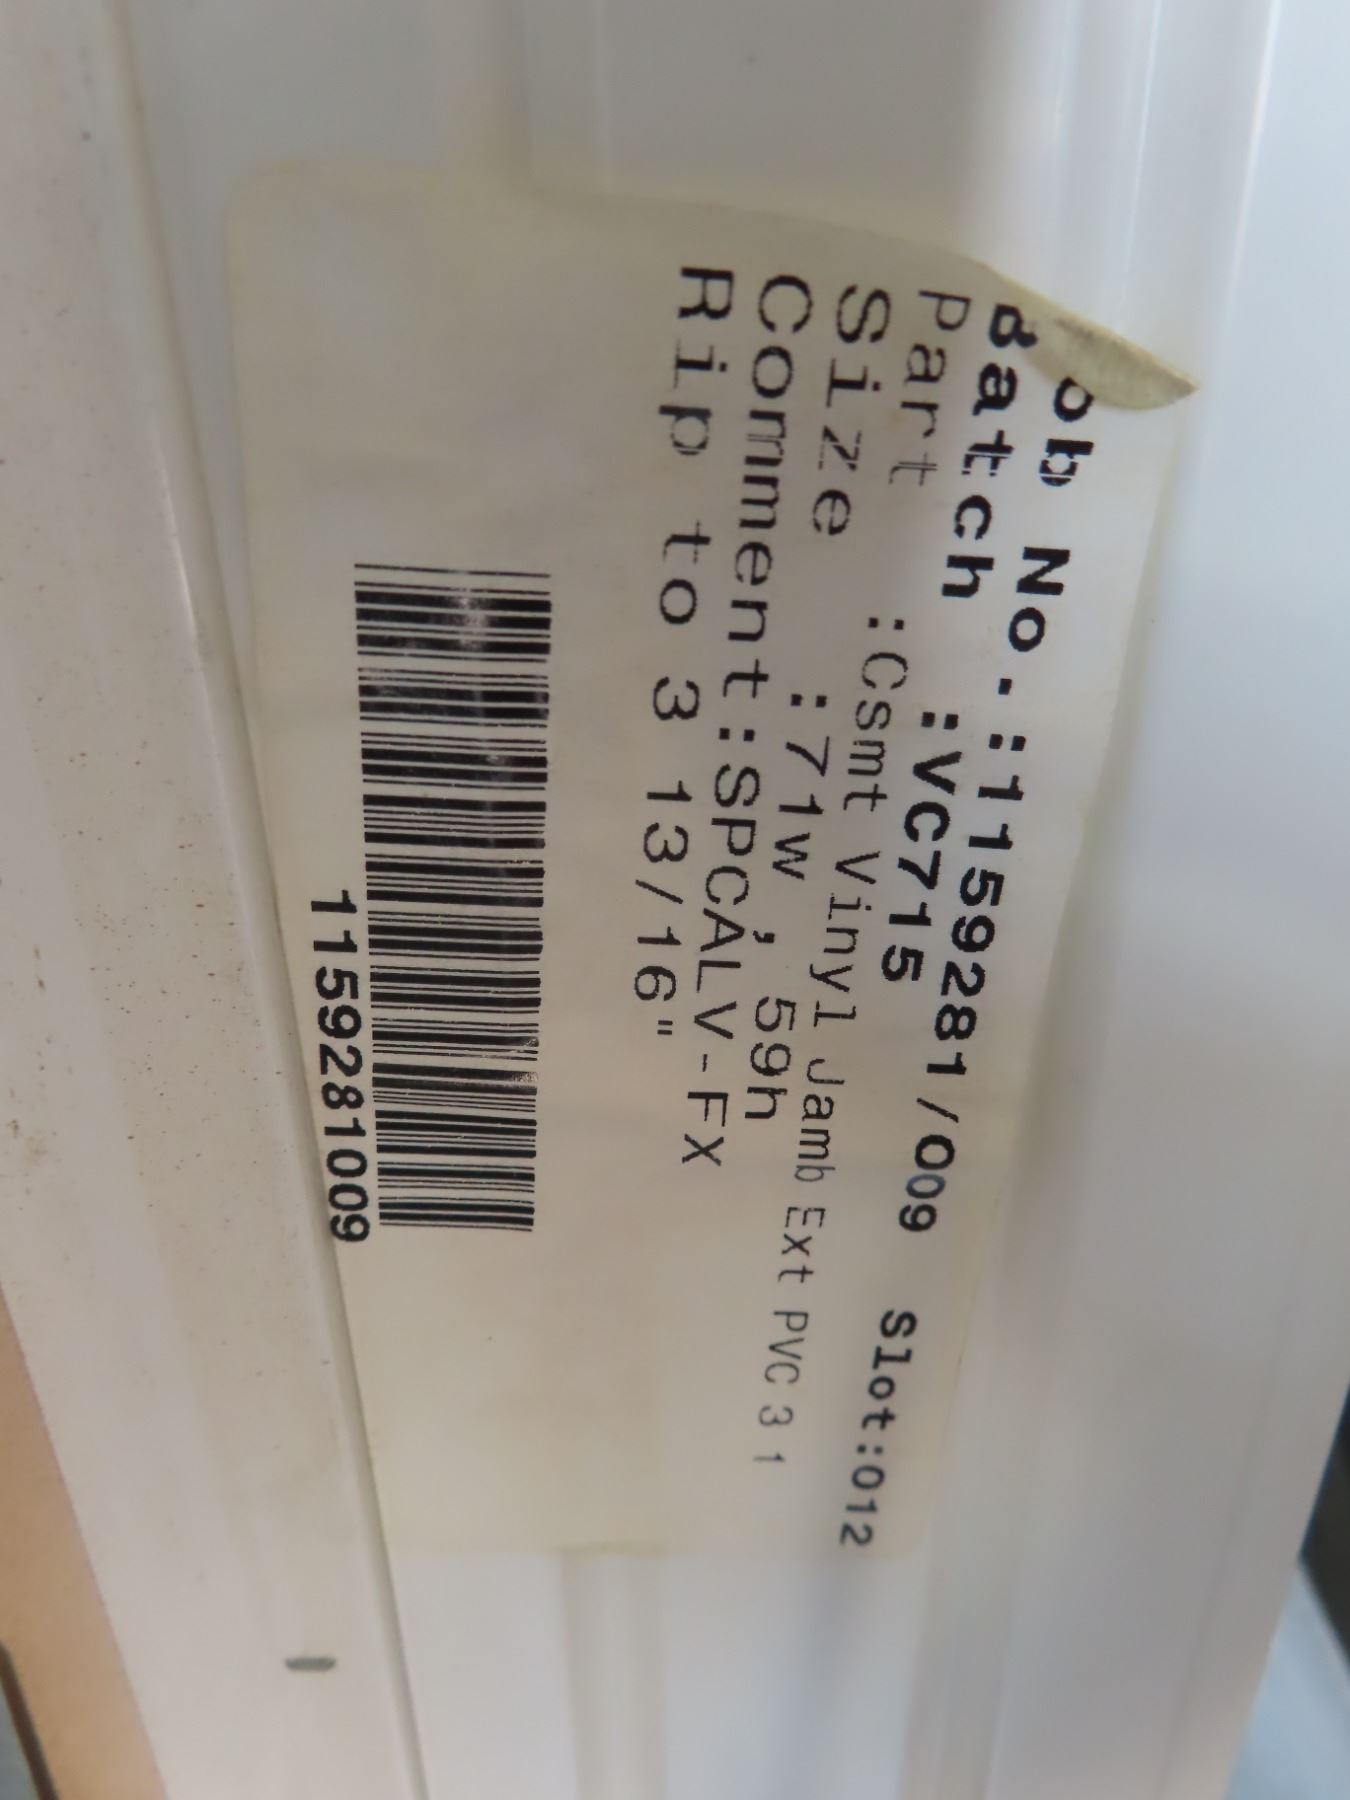 ob No.:1159281/009 Slot:012
Batch :VC715
Part :Csmt Vinyl Jamb Ext PVC 3 1
Size :71w , 59h
Comment:SPCALV-FX
Rip to 3 13/16"
1159281009